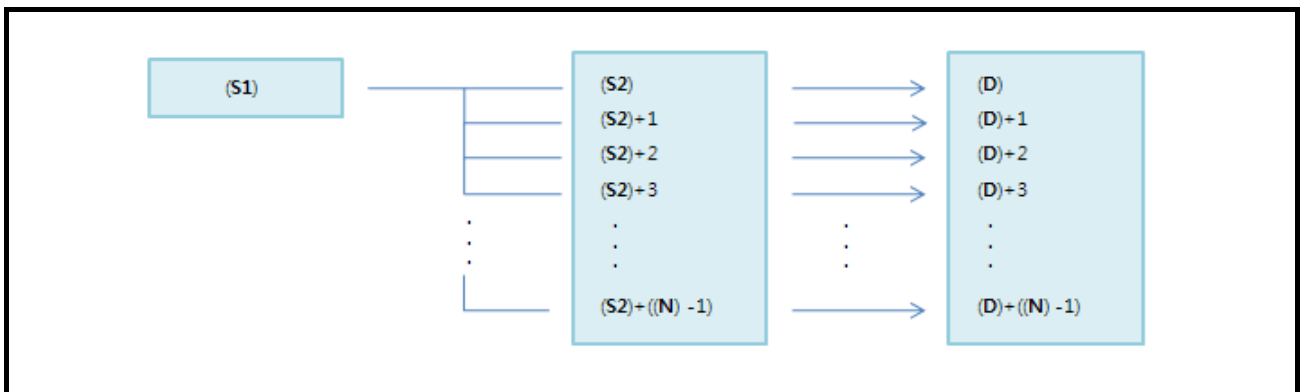 (S1)
(S2)
(D)
(S2)+1
(D)+1
(S2)+2
(D)+2
(S2)+3
(D)+3
(S2)+((N) -1)
(D)+((N) -1)